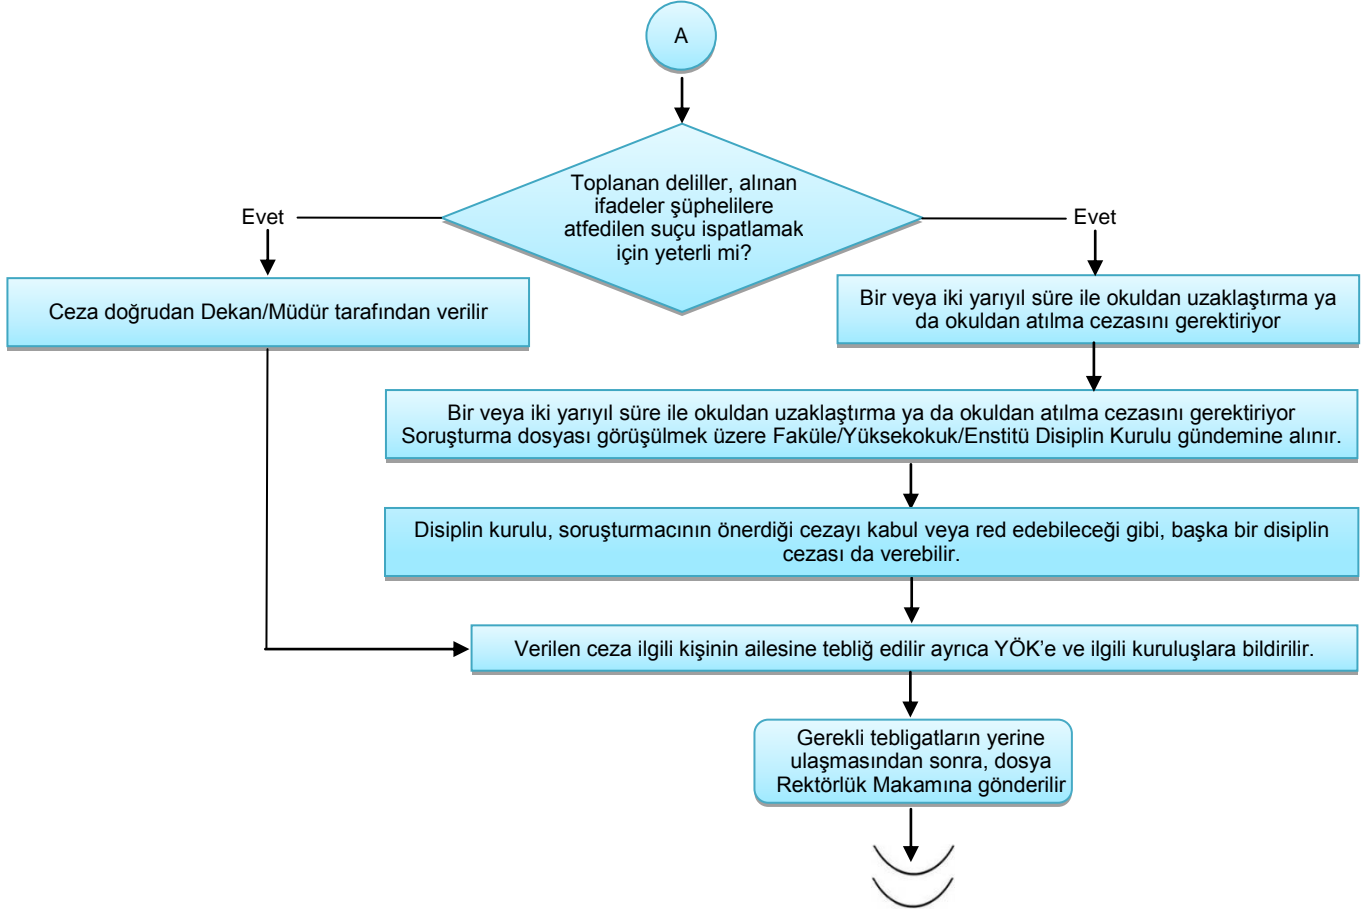 A
Toplanan deliller, alınan
ifadeler şüphelilere
atfedilen suçu ispatlamak
için yeterli mi?
Evet
Evet
Ceza doğrudan Dekan/Müdür tarafından verilir
Bir veya iki yarıyıl süre ile okuldan uzaklaştırma ya
da okuldan atılma cezasını gerektiriyor
Bir veya iki yarıyıl süre ile okuldan uzaklaştırma ya da okuldan atılma cezasını gerektiriyor
Soruşturma dosyası görüşülmek üzere Faküle/Yüksekokuk/Enstitü Disiplin Kurulu gündemine alınır.
Disiplin kurulu, soruşturmacının önerdiği cezayı kabul veya red edebileceği gibi, başka bir disiplin
cezası da verebilir.
Verilen ceza ilgili kişinin ailesine tebliğ edilir ayrıca YÖK’e ve ilgili kuruluşlara bildirilir.
Gerekli tebligatların yerine
ulaşmasından sonra, dosya
Rektörlük Makamına gönderilir